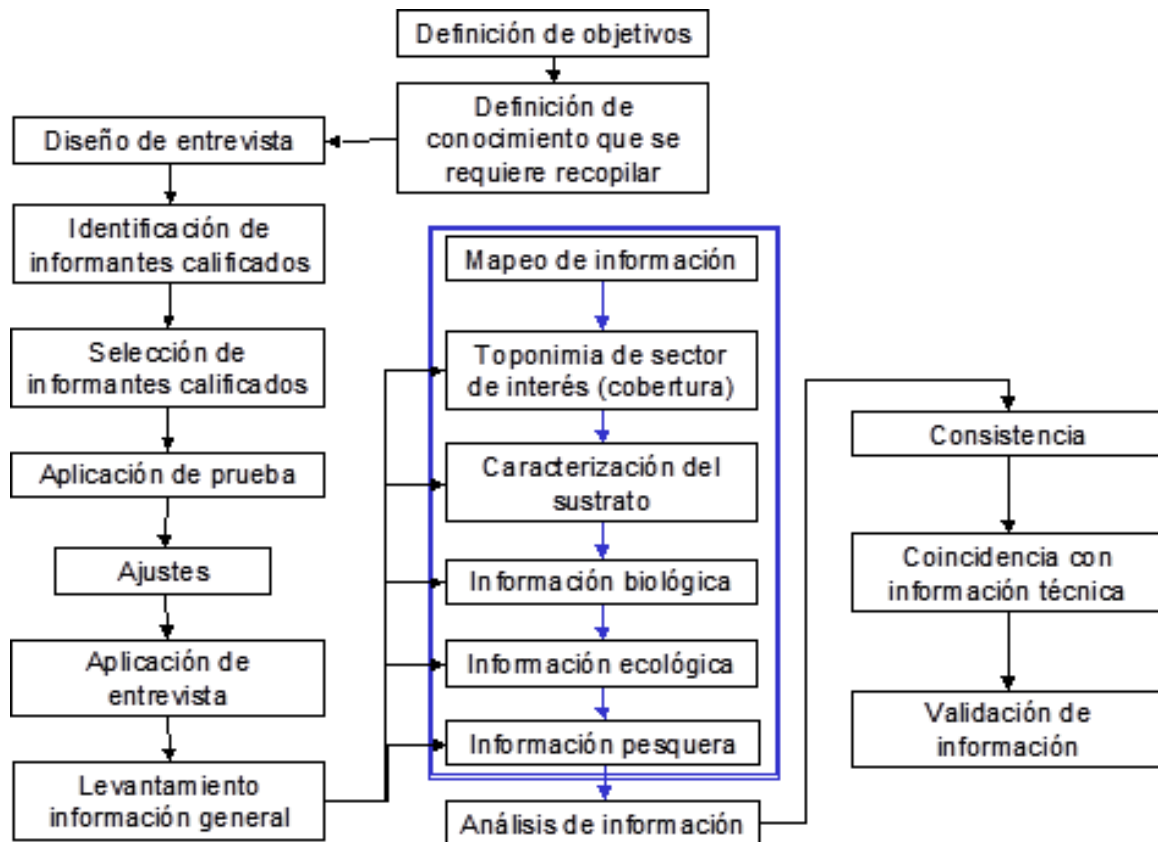 Definición de objetivos
Definición de
conocimiento que se
requiere recopilar
Diseño de entrevista
Identificación de
informantes calificados
Selección de
informantes calificados
Aplicación de prueba
Ajustes
Aplicación de
entrevista
Levantamiento
información general
Mapeo de información
Toponimia de sector
de interés (cobertura)
Caracterización del
sustrato
Información biológica
Información ecológica
Información pesquera
Análisis de información
Consistencia
Coincidencia con
información técnica
Validación de
información